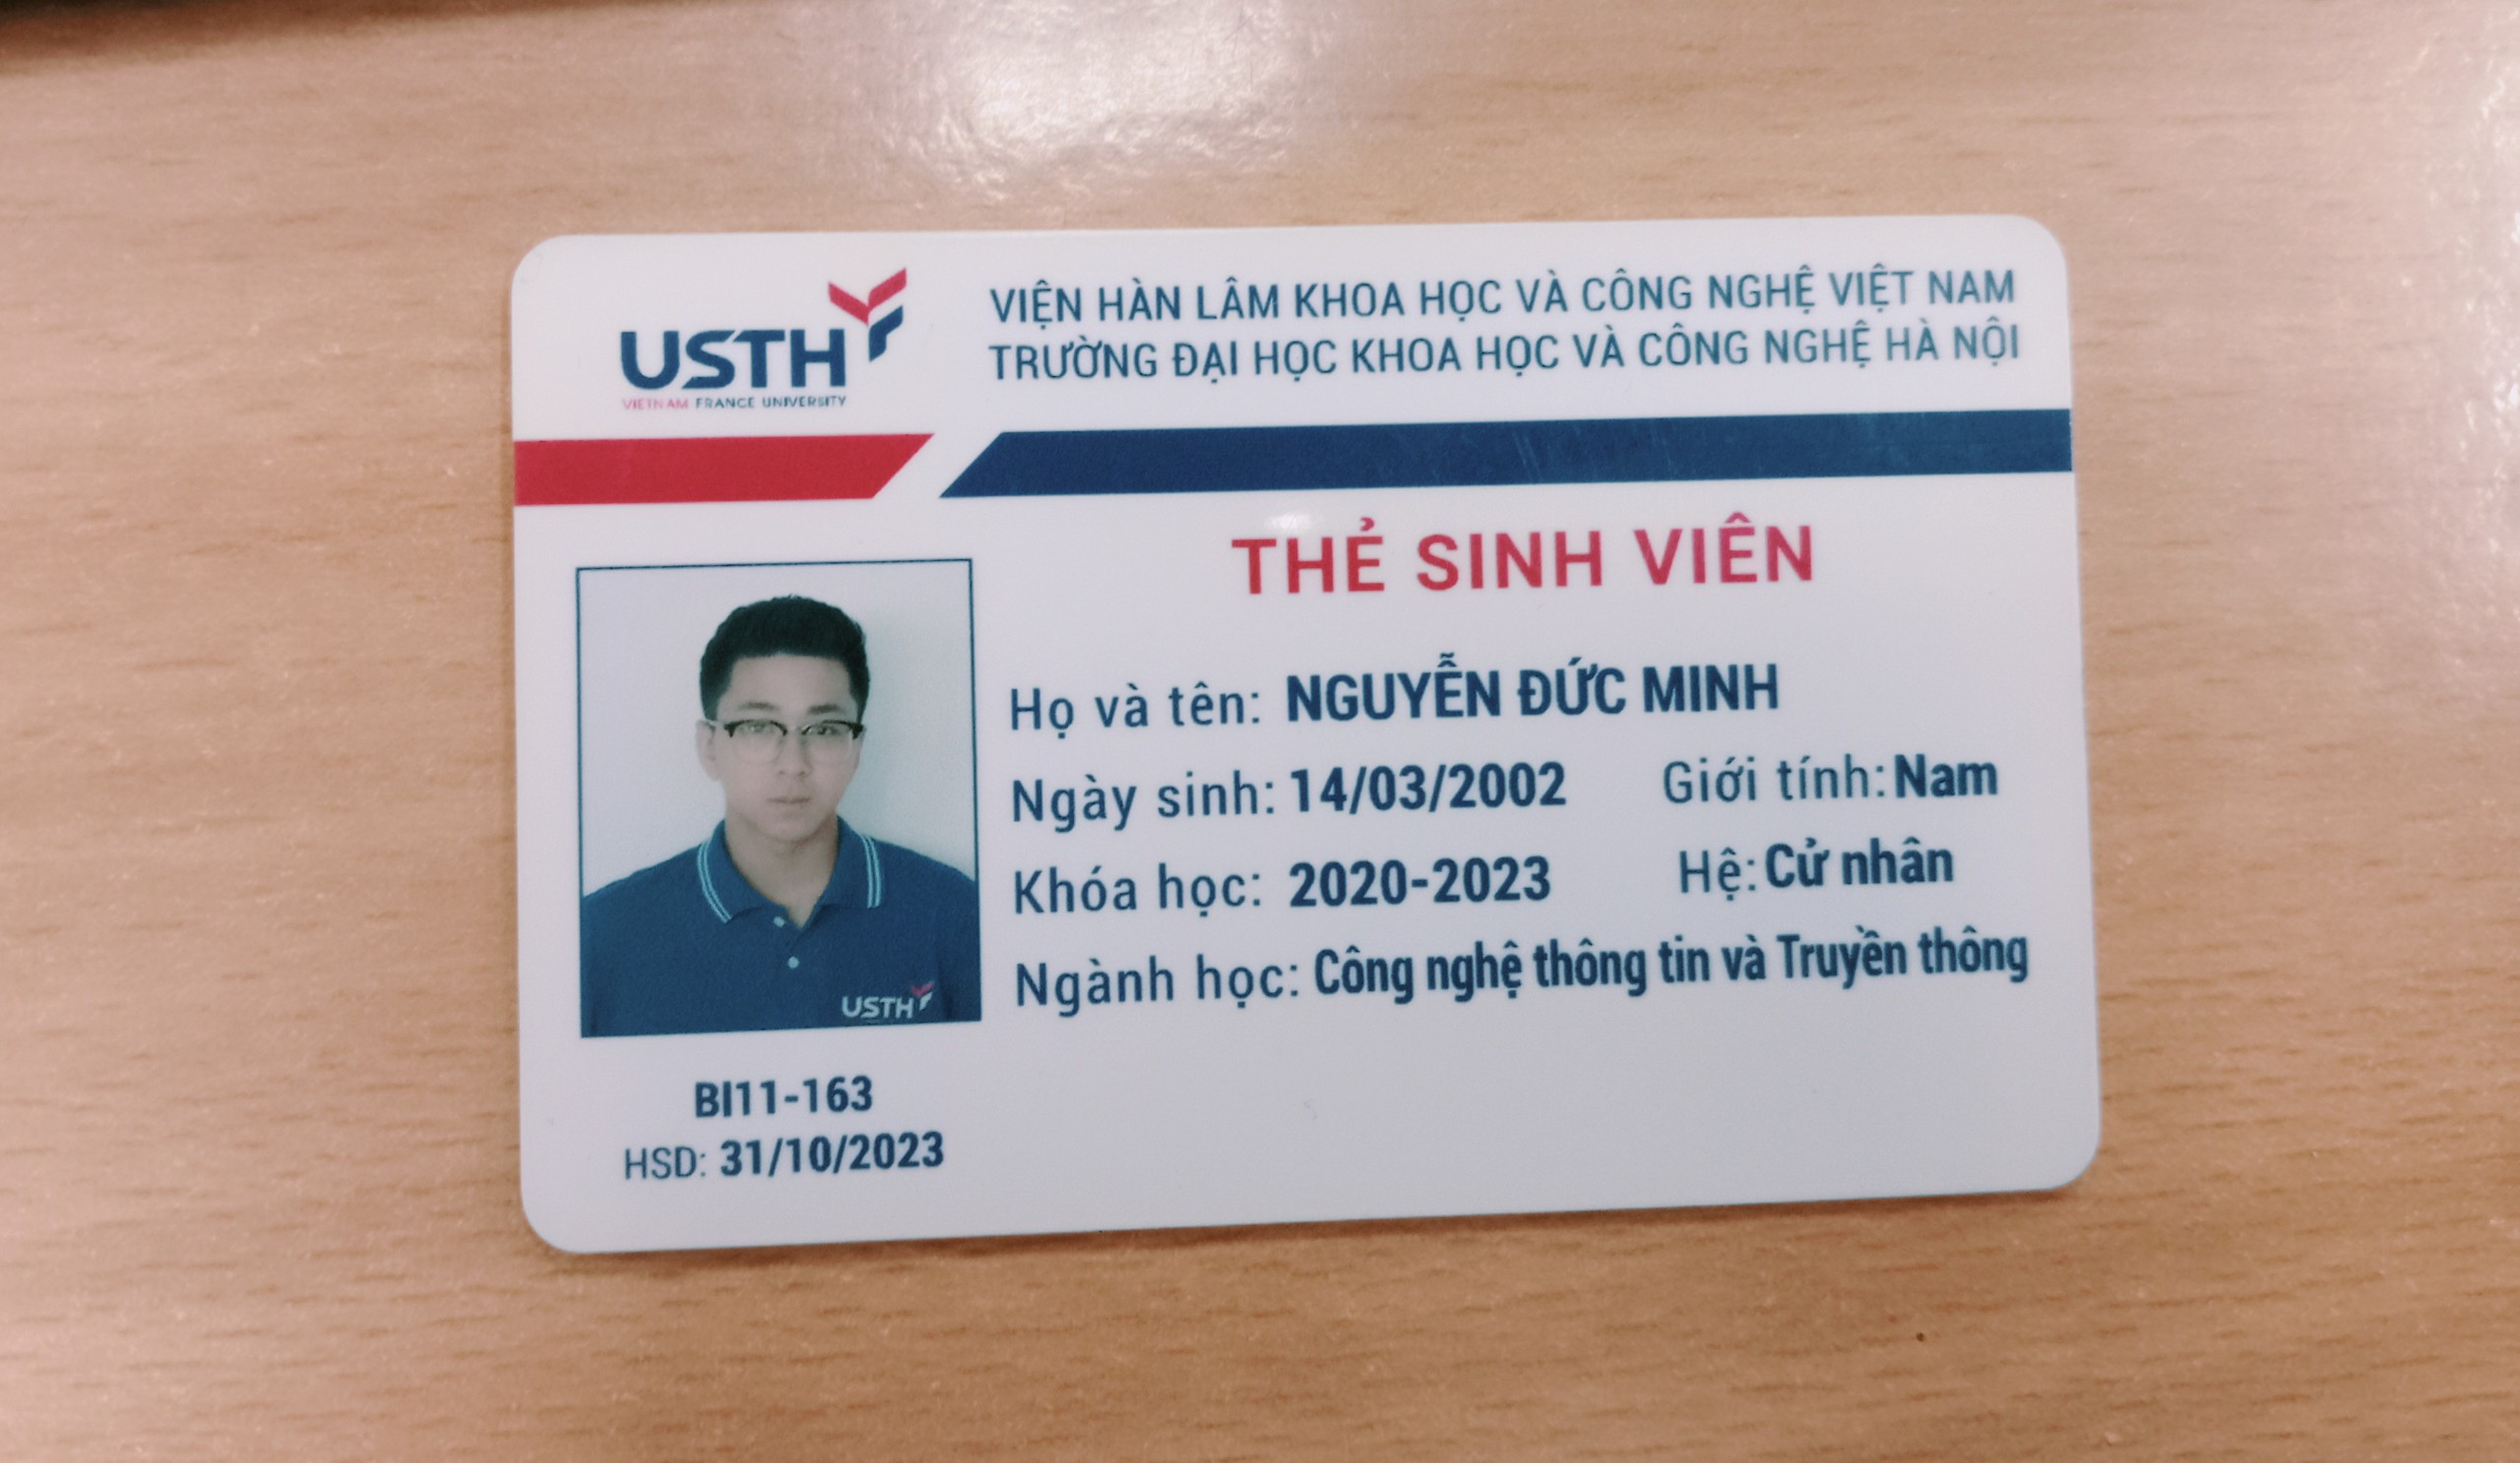 USTH
VIETNAM FRANCE UNIVERSITY
VIỆN HÀN LÂM KHOA HỌC VÀ CÔNG NGHỆ VIỆT NAM
TRƯỜNG ĐẠI HỌC KHOA HỌC VÀ CÔNG NGHỆ HÀ NỘI
THẺ SINH VIÊN
Họ và tên: NGUYỄN ĐỨC MINH
Ngày sinh: 14/03/2002 Giới tính: Nam
Khóa học: 2020-2023 Hệ: Cử nhân
Ngành học: Công nghệ thông tin và Truyền thông
USTH
BI11-163
HSD: 31/10/2023